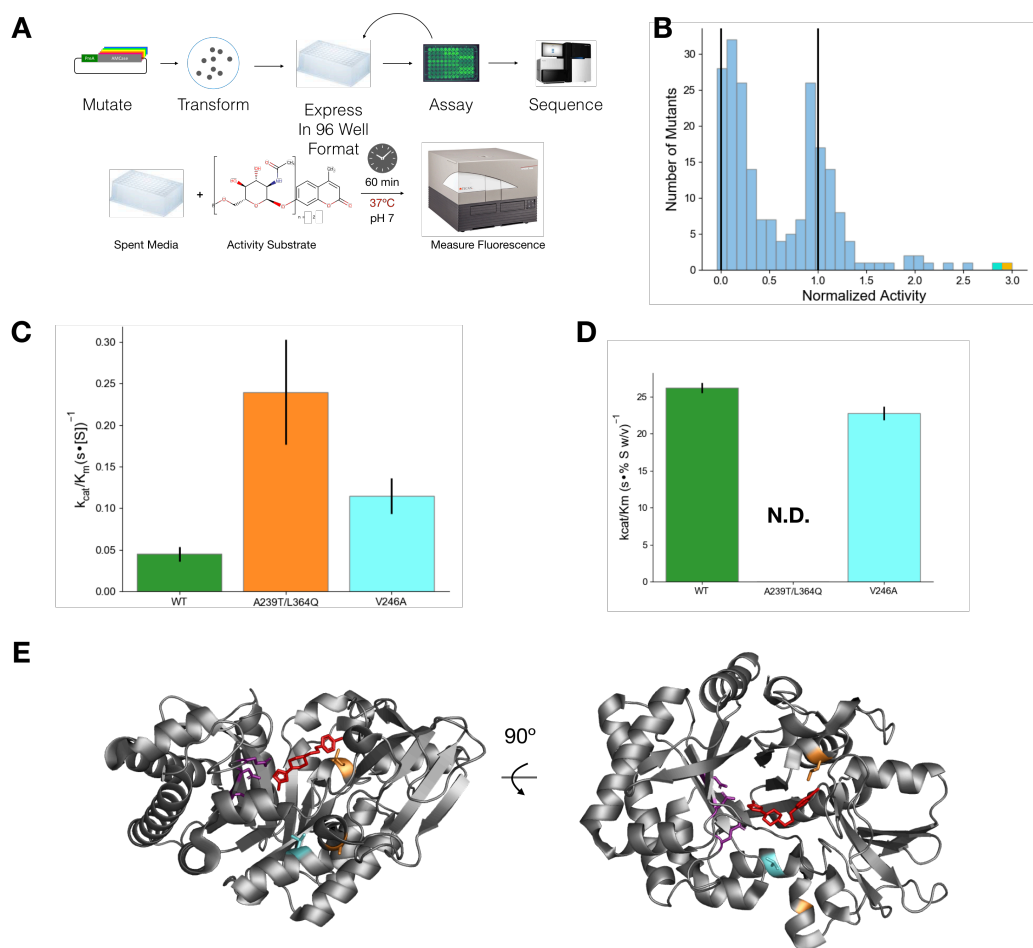 A
PreA
AMCase
Mutate
Transform
Express
In 96 Well
Format
Assay
Sequence
Spent Media
+
Activity Substrate
60 min
37ºC
pH 7
Measure Fluorescence
B
Number of Mutants
35
30
25
20
15
10
5
0
0.0 0.5 1.0 1.5 2.0 2.5 3.0
Normalized Activity
C
kcat/Km (s•[S])⁻¹
0.30
0.25
0.20
0.15
0.10
0.05
0.00
WT A239T/L364Q V246A
D
kcat/Km (s•% S w/v)⁻¹
25
20
15
10
5
0
N.D.
WT A239T/L364Q V246A
E
90º